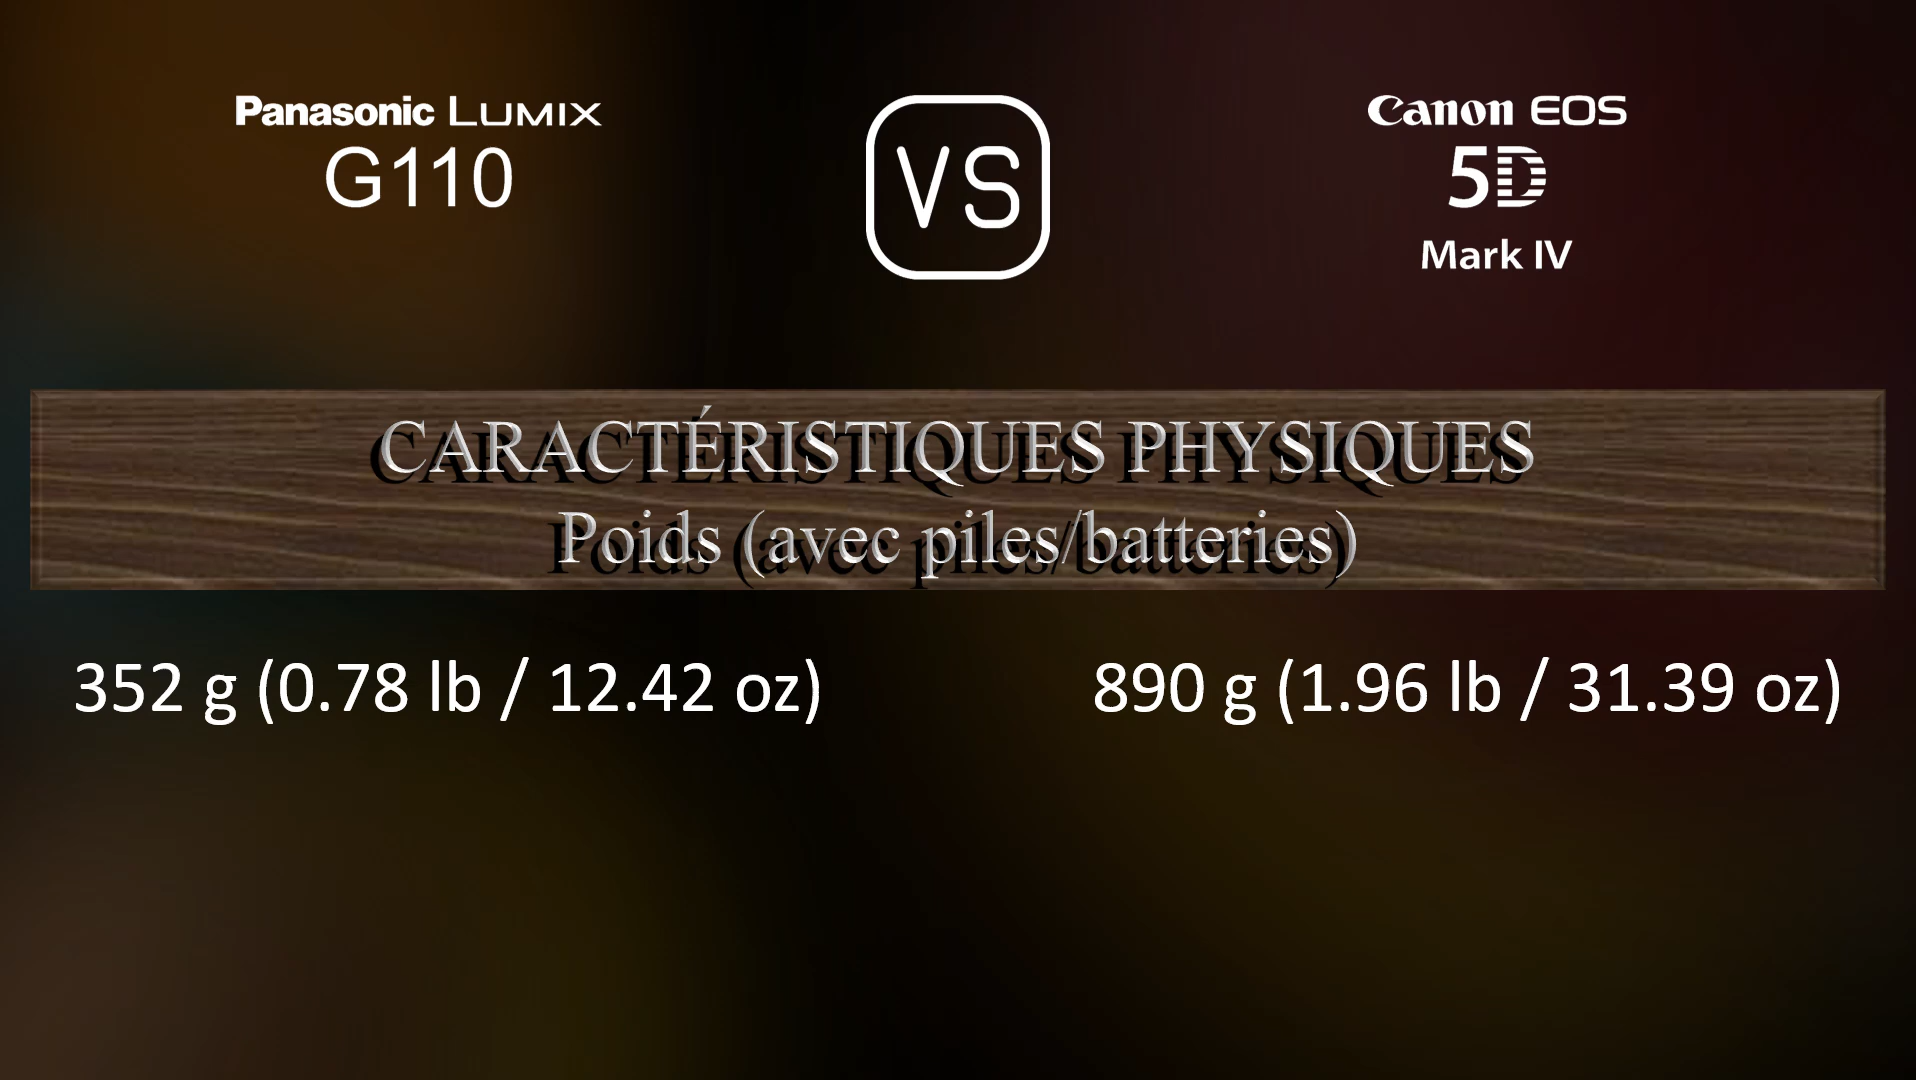 Panasonic LUMIX
G110
VS
Canon EOS
5D
Mark IV
CARACTÉRISTIQUES PHYSIQUES
Poids (avec piles/batteries)
352 g (0.78 lb / 12.42 oz)
890 g (1.96 lb / 31.39 oz)